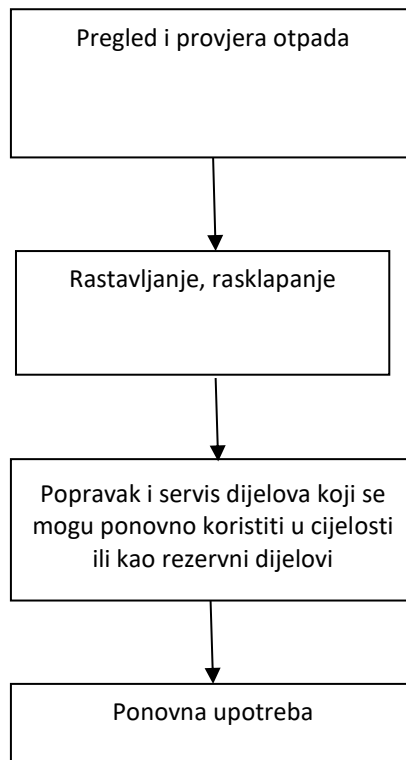 Pregled i provjera otpada
Rastavljanje, rasklapanje
Popravak i servis dijelova koji se
mogu ponovno koristiti u cijelosti
ili kao rezervni dijelovi
Ponovna upotreba